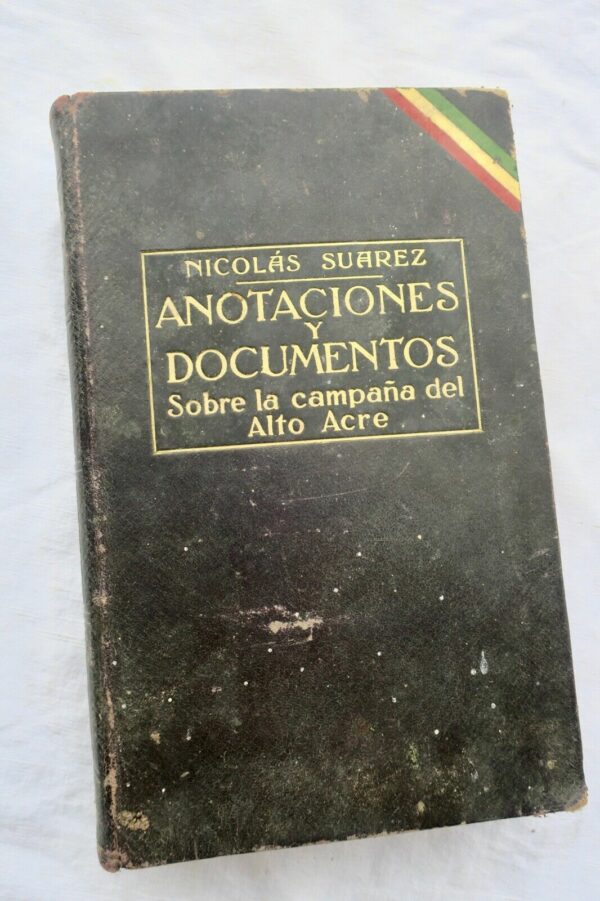 NICOLÁS SUAREZ
ANOTACIONES
Y
DOCUMENTOS
Sobre la campaña del
Alto Acre